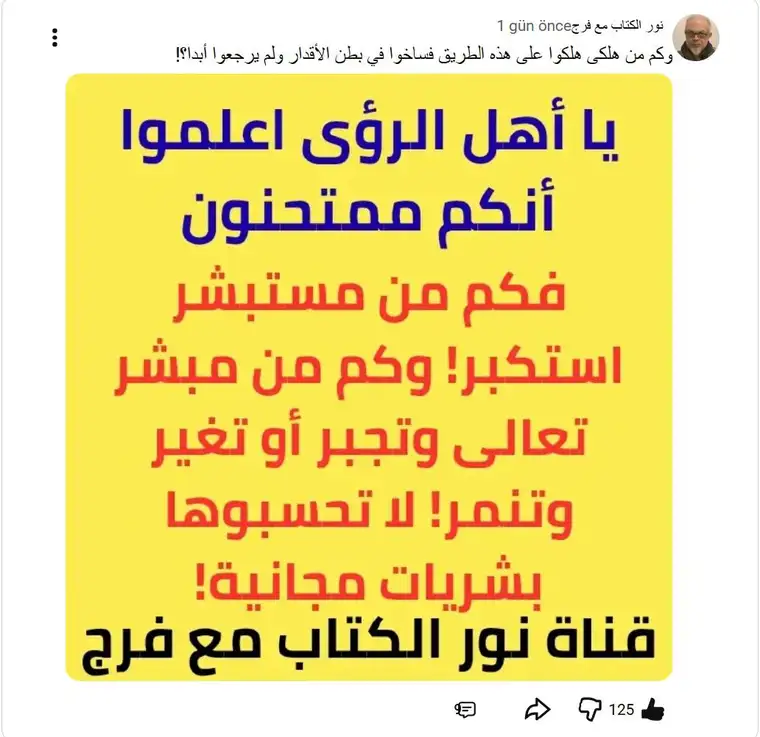 نور الكتاب مع فرج 1 gün önce
وكم من هلكى هلكوا على هذه الطريق فساخوا في بطن الأقدار ولم يرجعوا أبدا؟!
يا أهل الرؤى اعلموا
أنكم ممتحنون
فكم من مستبشر
استكبر! وكم من مبشر
تعالى وتجبر أو تغير
وتنمر! لا تحسبوها
بشريات مجانية!
قناة نور الكتاب مع فرج
125
9